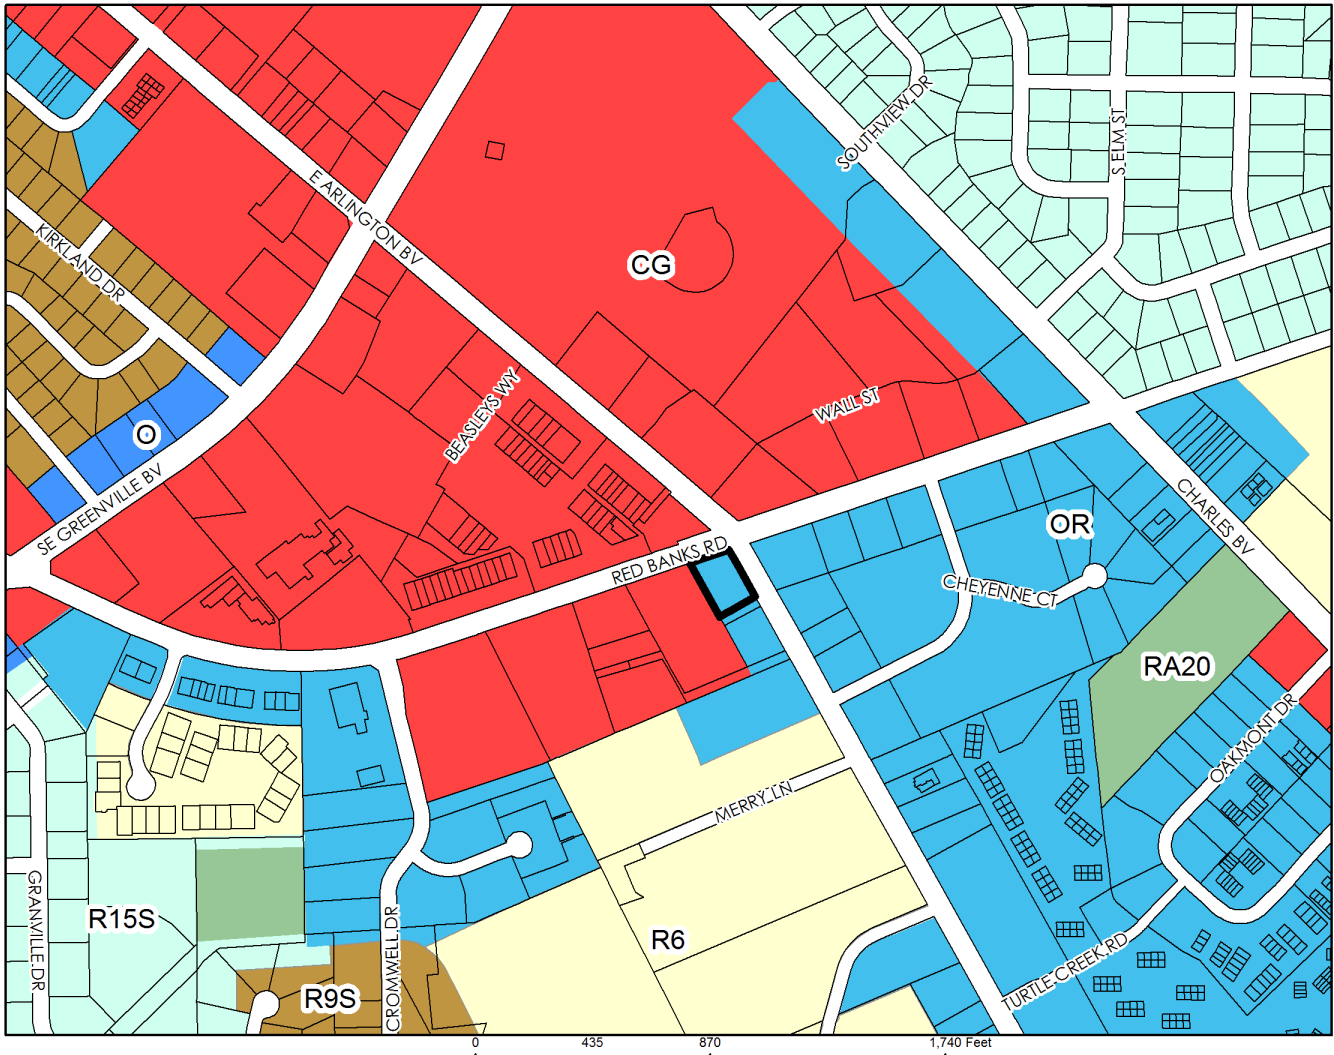 SOUTHVIEW DR
S ELM ST
E ARLINGTON BV
KIRKLAND DR
CG
BEASLEYS WY
WALL ST
O
SE GREENVILLE BV
CHARLES BV
OR
RED BANKS RD
CHEYENNE CT
RA20
OAKMONT DR
MERRY LN
GRANVILLE DR
R15S
CROMWELL DR
R6
TURTLE CREEK RD
R9S
0 435 870 1,740 Feet